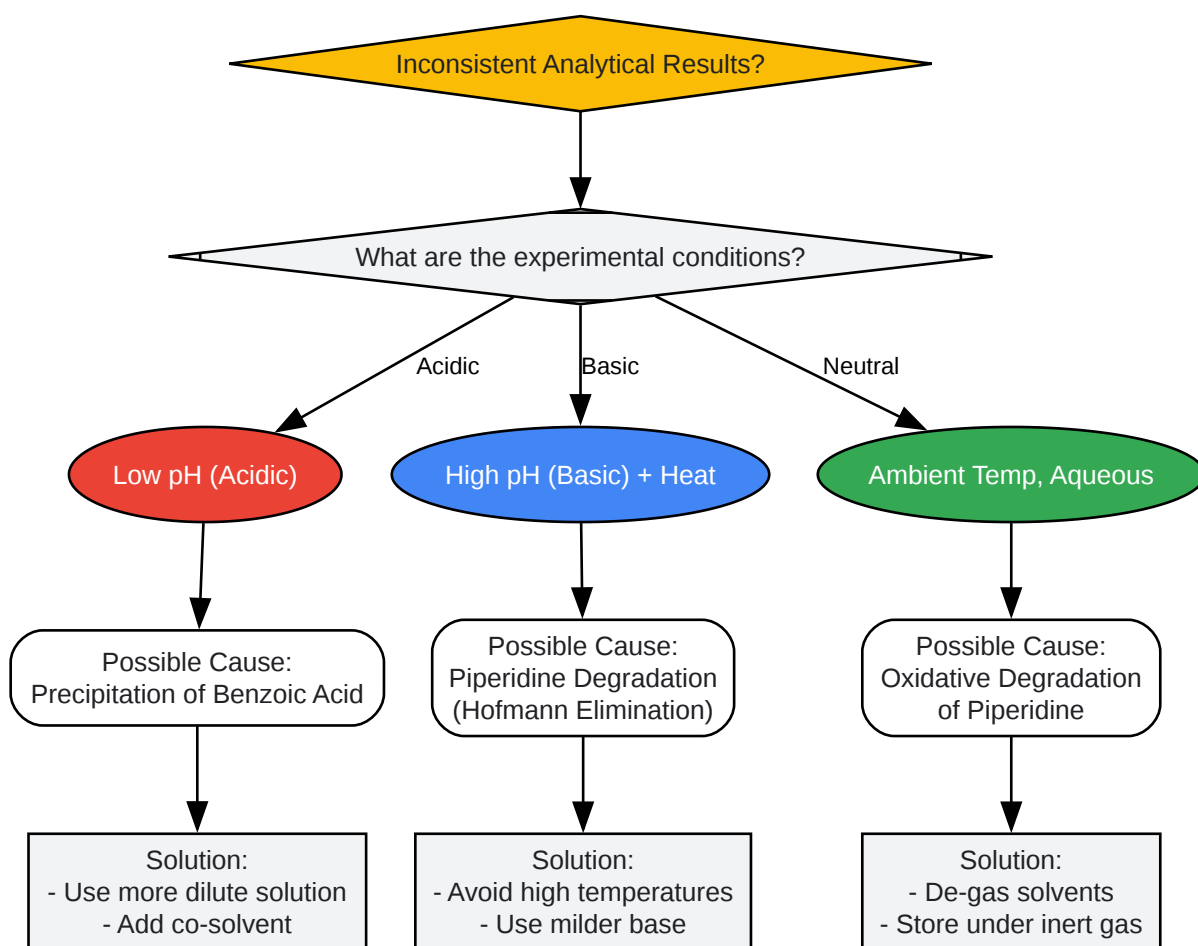 Inconsistent Analytical Results?
What are the experimental conditions?
Acidic
Basic
Neutral
Low pH (Acidic)
High pH (Basic) + Heat
Ambient Temp, Aqueous
Possible Cause:
Precipitation of Benzoic Acid
Possible Cause:
Piperidine Degradation
(Hofmann Elimination)
Possible Cause:
Oxidative Degradation
of Piperidine
Solution:
- Use more dilute solution
- Add co-solvent
Solution:
- Avoid high temperatures
- Use milder base
Solution:
- De-gas solvents
- Store under inert gas